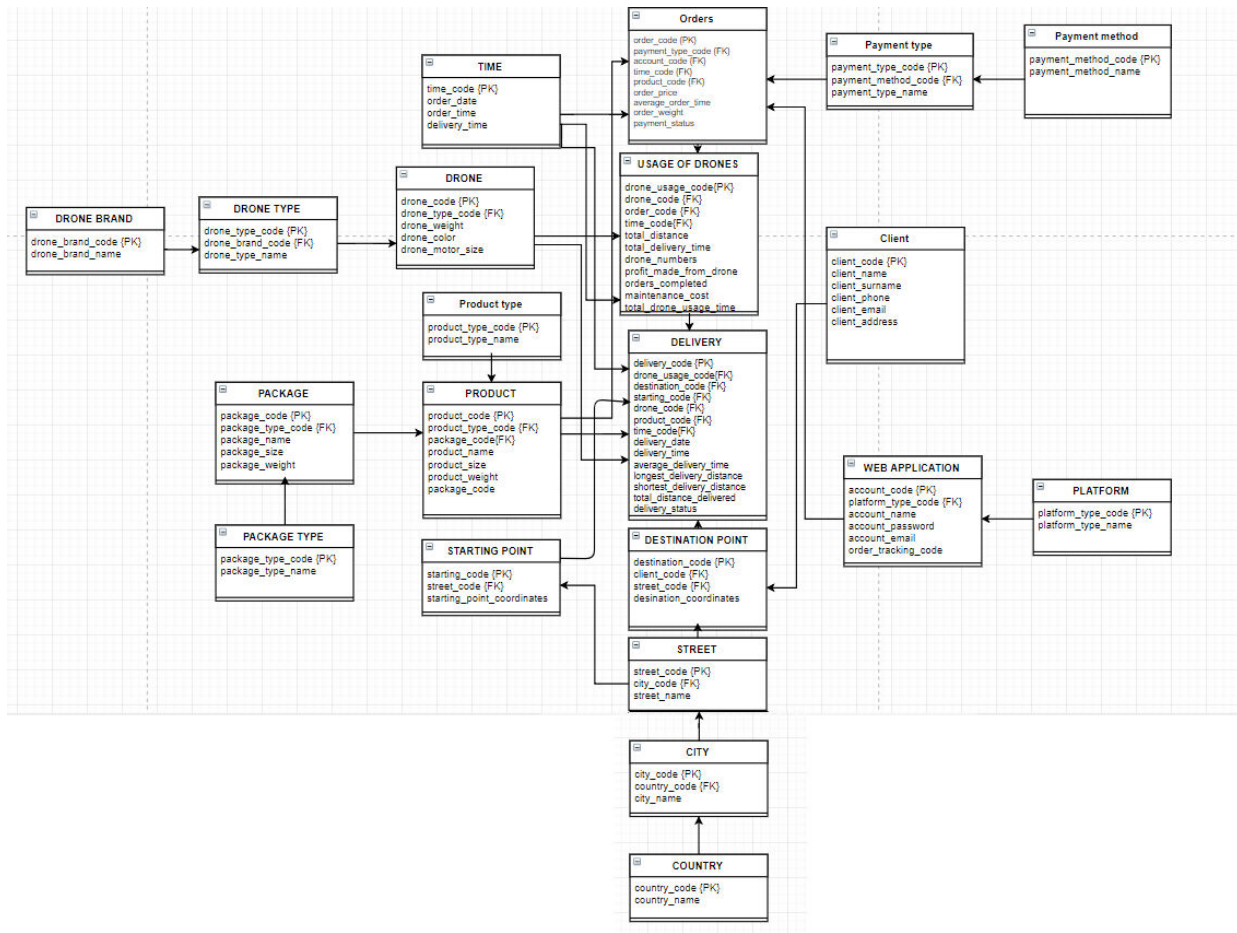 Orders
order_code {PK}
payment_type_code {FK}
account_code {FK}
time_code {FK}
product_code {FK}
order_price
average_order_time
order_weight
payment_status
Payment type
payment_type_code {PK}
payment_method_code {FK}
payment_type_name
Payment method
payment_method_code {PK}
payment_method_name
TIME
time_code {PK}
order_date
order_time
delivery_time
USAGE OF DRONES
drone_usage_code{PK}
drone_code {FK}
order_code {FK}
time_code{FK}
total_distance
total_delivery_time
drone_numbers
profit_made_from_drone
orders_completed
maintenance_cost
total_drone_usage_time
DRONE
drone_code {PK}
drone_type_code {FK}
drone_weight
drone_color
drone_motor_size
DRONE TYPE
drone_type_code {PK}
drone_brand_code {FK}
drone_type_name
DRONE BRAND
drone_brand_code {PK}
drone_brand_name
Client
client_code {PK}
client_name
client_surname
client_phone
client_email
client_address
Product type
product_type_code {PK}
product_type_name
DELIVERY
delivery_code {PK}
drone_usage_code{FK}
destination_code {FK}
starting_code {FK}
drone_code {FK}
product_code {FK}
time_code{FK}
delivery_date
delivery_time
average_delivery_time
longest_delivery_distance
shortest_delivery_distance
total_distance_delivered
delivery_status
PACKAGE
package_code {PK}
package_type_code {FK}
package_name
package_size
package_weight
PRODUCT
product_code {PK}
product_type_code {FK}
package_code{FK}
product_name
product_size
product_weight
package_code
WEB APPLICATION
account_code {PK}
platform_type_code {FK}
account_name
account_password
account_email
order_tracking_code
PLATFORM
platform_type_code {PK}
platform_type_name
PACKAGE TYPE
package_type_code {PK}
package_type_name
STARTING POINT
starting_code {PK}
street_code {FK}
starting_point_coordinates
DESTINATION POINT
destination_code {PK}
client_code {FK}
street_code {FK}
desination_coordinates
STREET
street_code {PK}
city_code {FK}
street_name
CITY
city_code {PK}
country_code {FK}
city_name
COUNTRY
country_code {PK}
country_name